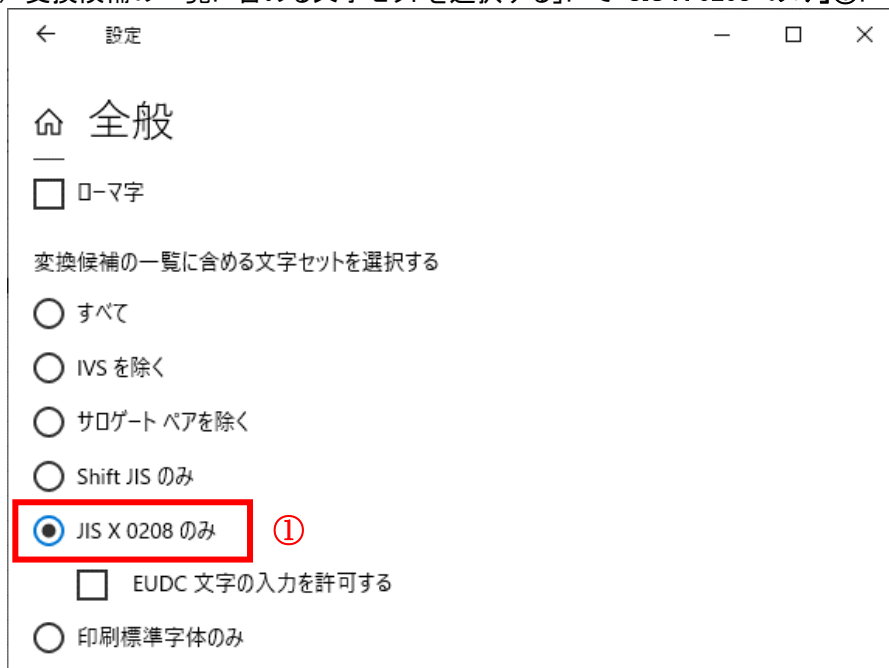 変換候補の一覧に含める文字セットを選択する」にて「JIS X 0208 のみ」①に
← 設定
全般
ローマ字
変換候補の一覧に含める文字セットを選択する
すべて
IVS を除く
サロゲート ペアを除く
Shift JIS のみ
JIS X 0208 のみ ①
EUDC 文字の入力を許可する
印刷標準字体のみ